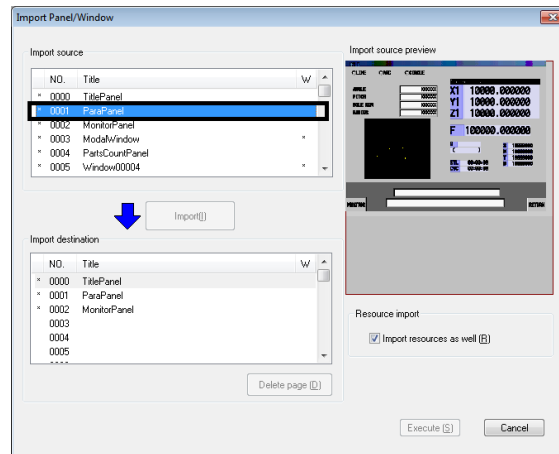 Import Panel/Window
Import source
NO. Title W
* 0000 TitlePanel
* 0001 ParaPanel
* 0002 MonitorPanel
* 0003 ModalWindow *
* 0004 PartsCountPanel
* 0005 Window00004 *
Import(I)
Import destination
NO. Title W
* 0000 TitlePanel
* 0001 ParaPanel
* 0002 MonitorPanel
0003
0004
0005
Delete page (D)
Import source preview
X1 10000.000000
Y1 10000.000000
Z1 10000.000000
F 100000.000000
RETURN
Resource import
Import resources as well (R)
Execute (S)
Cancel